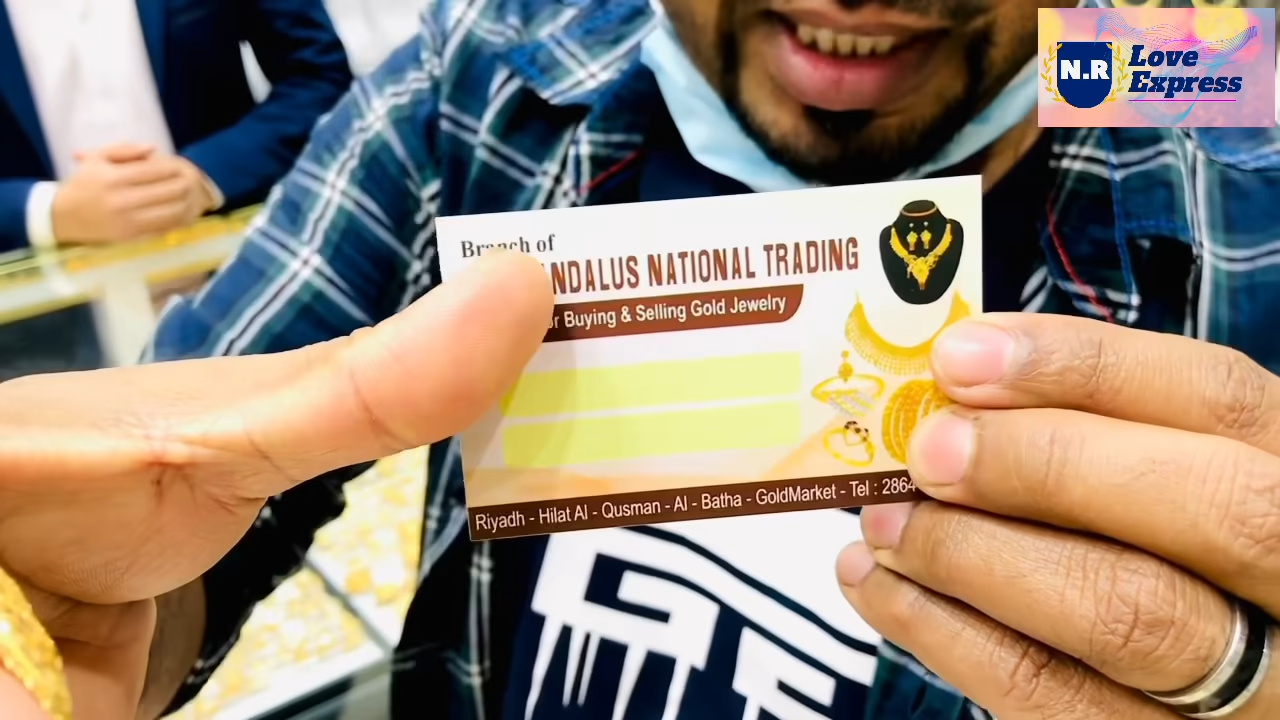 N.R
Love
Express
Branch of
NDALUS NATIONAL TRADING
Buying & Selling Gold Jewelry
Riyadh - Hilat Al - Qusman - Al - Batha - GoldMarket - Tel : 2864